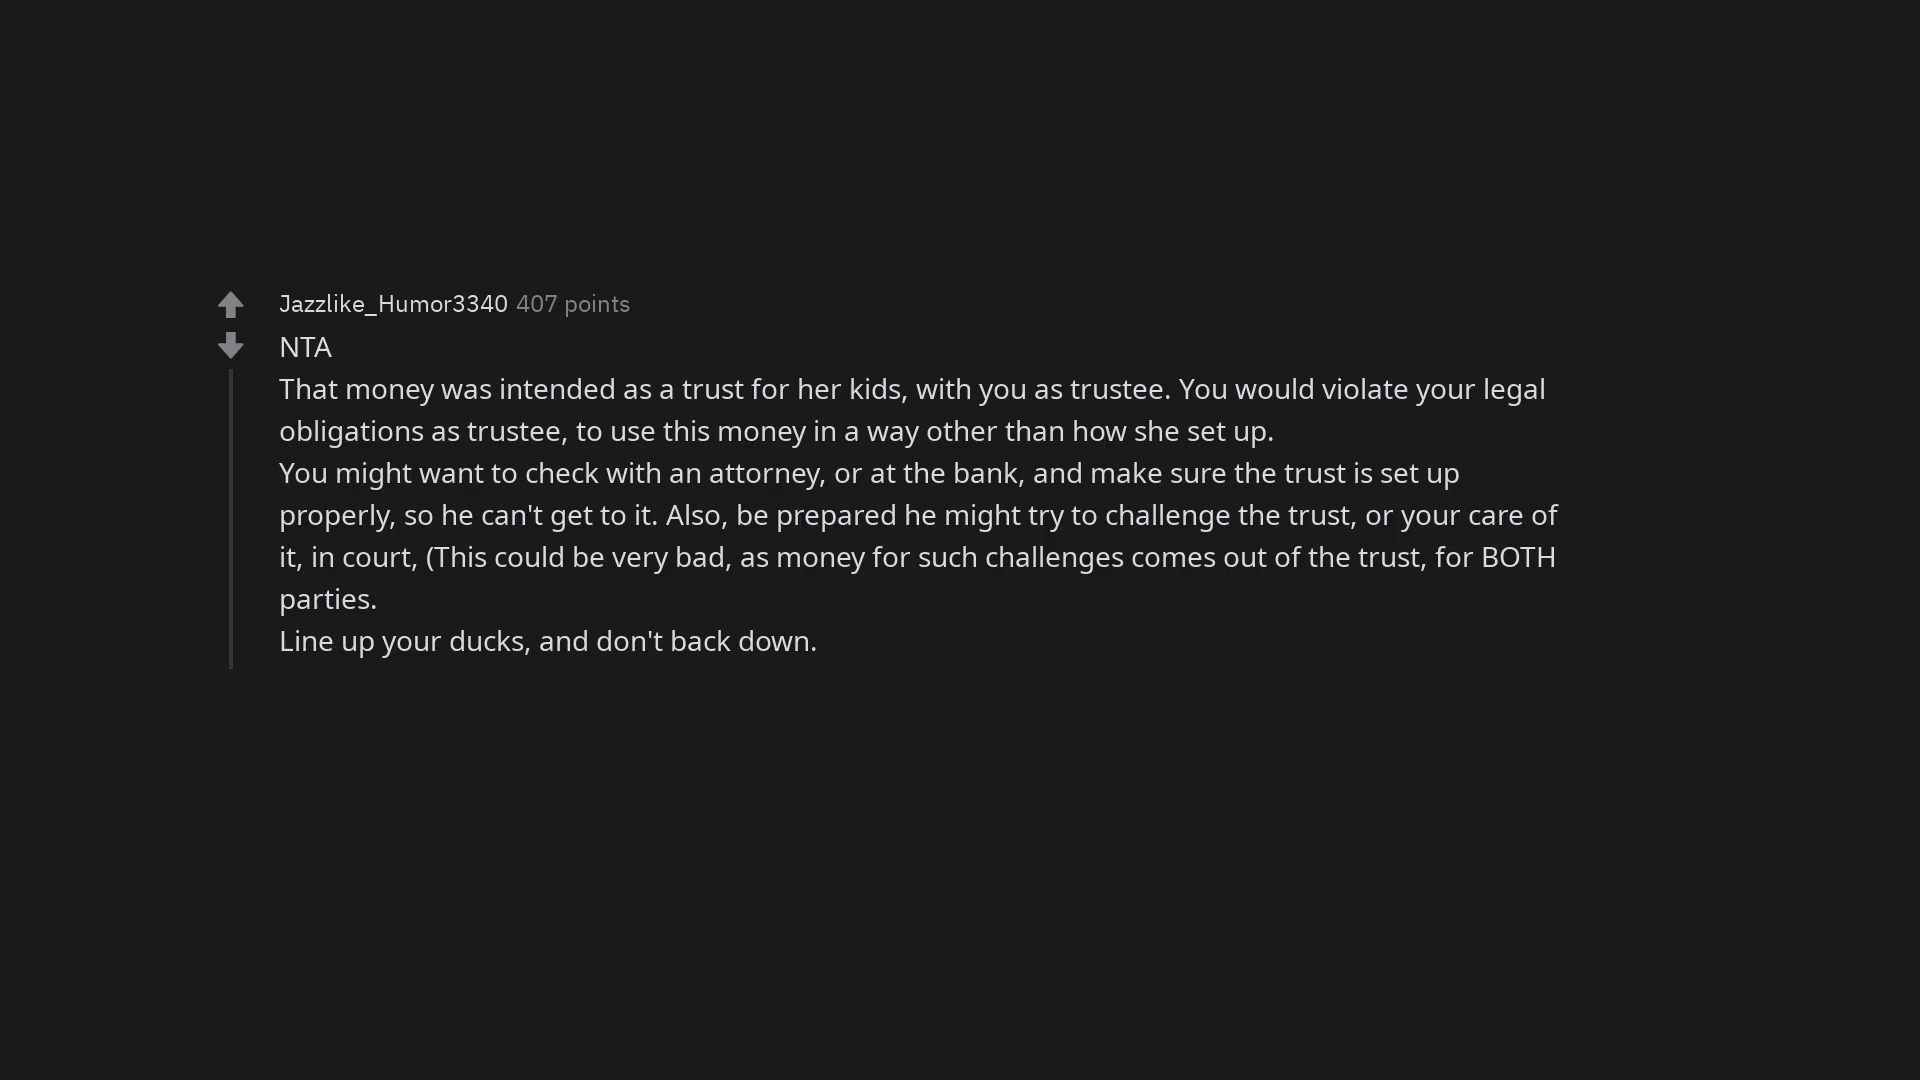 Jazzlike_Humor3340 407 points
NTA
That money was intended as a trust for her kids, with you as trustee. You would violate your legal
obligations as trustee, to use this money in a way other than how she set up.
You might want to check with an attorney, or at the bank, and make sure the trust is set up
properly, so he can't get to it. Also, be prepared he might try to challenge the trust, or your care of
it, in court, (This could be very bad, as money for such challenges comes out of the trust, for BOTH
parties.
Line up your ducks, and don't back down.